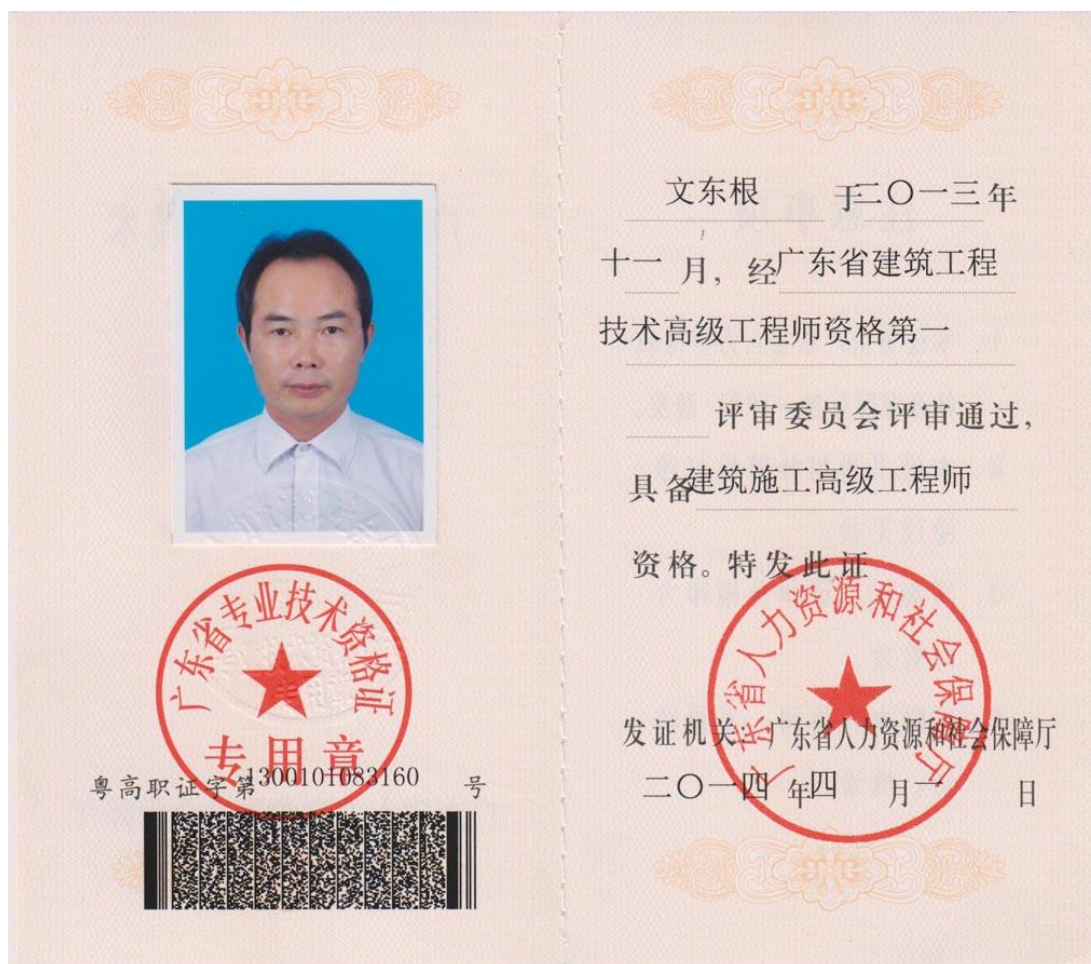 广东省专业技术资格证
专用章
粤高职证字第1300101083160号
文东根 于二〇一三年
十一月，经广东省建筑工程
技术高级工程师资格第一
评审委员会评审通过，
具备建筑施工高级工程师
资格。特发此证
广东省人力资源和社会保障厅
发证机关：广东省人力资源和社会保障厅
二〇一四年四月一日